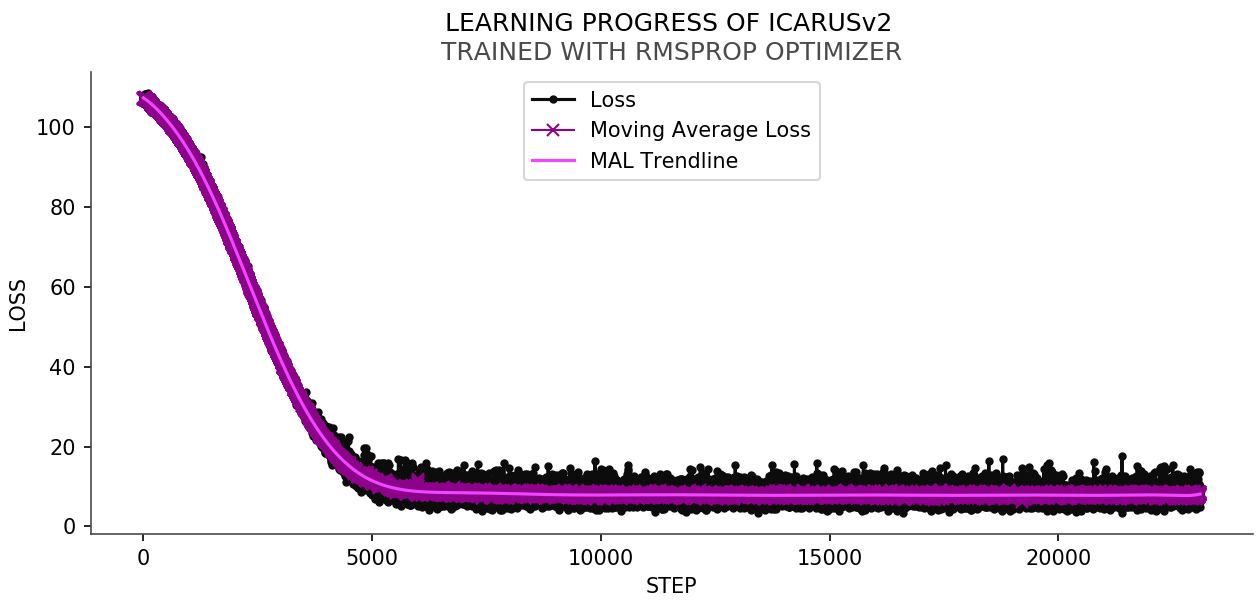 LEARNING PROGRESS OF ICARUSv2
TRAINED WITH RMSPROP OPTIMIZER
Loss
Moving Average Loss
MAL Trendline
LOSS
100
80
60
40
20
0
0 5000 10000 15000 20000
STEP